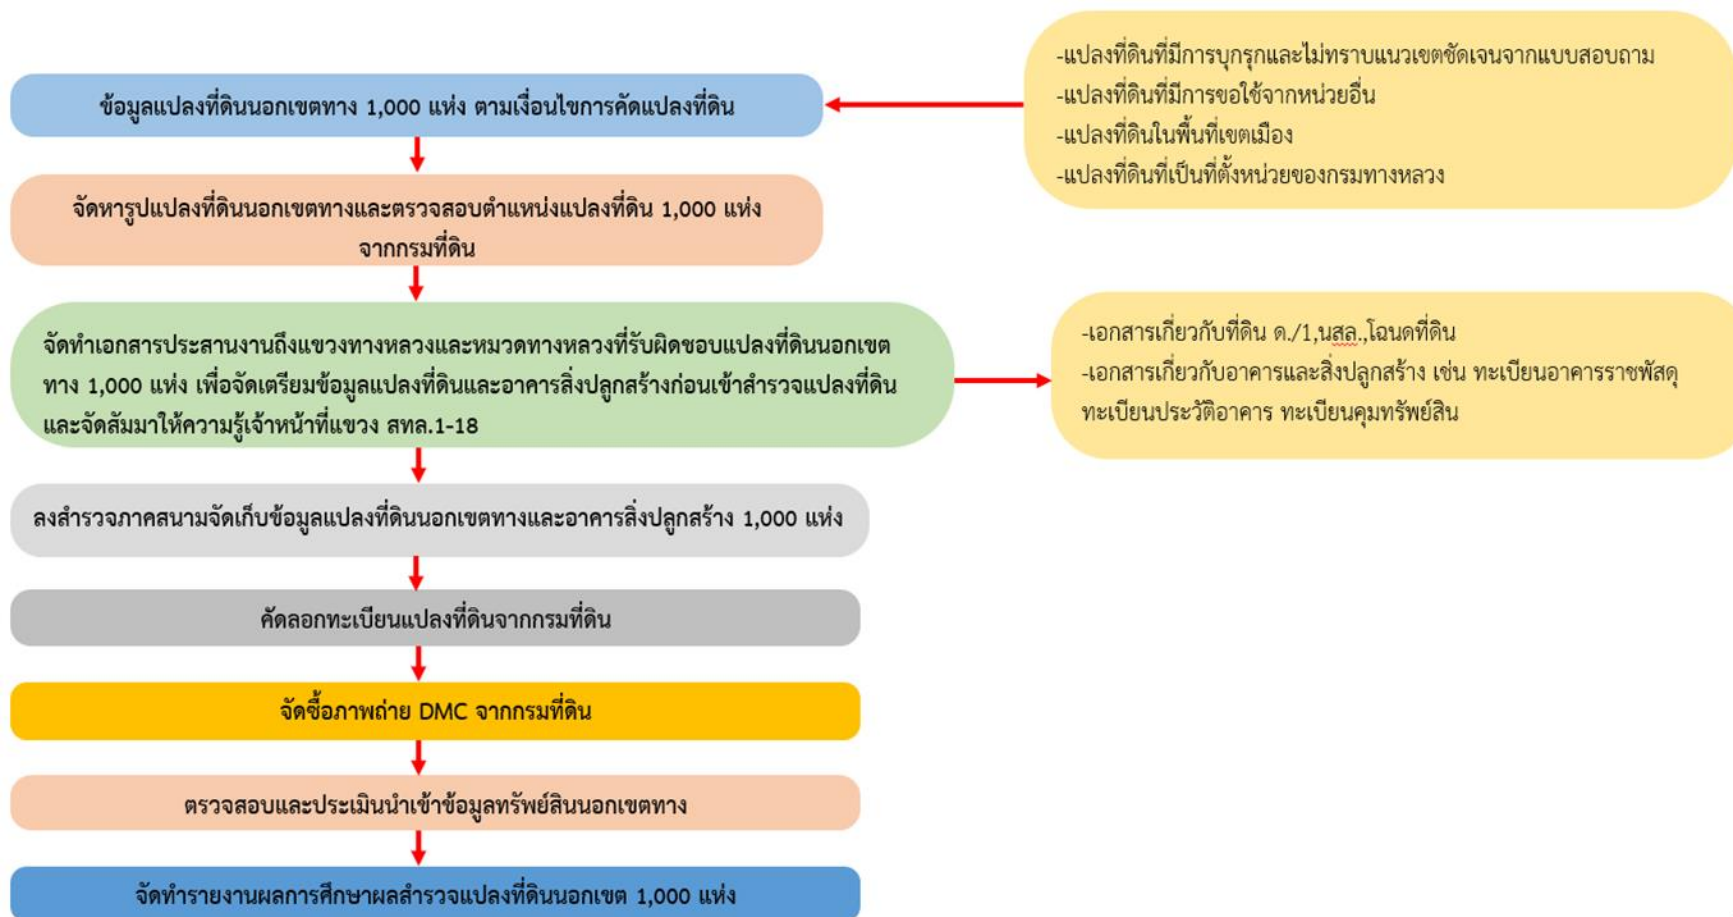 -แปลงที่ดินที่มีการบุกรุกและไม่ทราบแนวเขตชัดเจนจากแบบสอบถาม
-แปลงที่ดินที่มีการขอใช้จากหน่วยอื่น
-แปลงที่ดินในพื้นที่เขตเมือง
-แปลงที่ดินที่เป็นที่ตั้งหน่วยของกรมทางหลวง
ข้อมูลแปลงที่ดินนอกเขตทาง 1,000 แห่ง ตามเงื่อนไขการคัดแปลงที่ดิน
จัดหารูปแปลงที่ดินนอกเขตทางและตรวจสอบตำแหน่งแปลงที่ดิน 1,000 แห่ง
จากกรมที่ดิน
จัดทำเอกสารประสานงานถึงแขวงทางหลวงและหมวดทางหลวงที่รับผิดชอบแปลงที่ดินนอกเขต
ทาง 1,000 แห่ง เพื่อจัดเตรียมข้อมูลแปลงที่ดินและอาคารสิ่งปลูกสร้างก่อนเข้าสำรวจแปลงที่ดิน
และจัดสัมมาให้ความรู้เจ้าหน้าที่แขวง สทล.1-18
-เอกสารเกี่ยวกับที่ดิน ด./1,นสล.,โฉนดที่ดิน
-เอกสารเกี่ยวกับอาคารและสิ่งปลูกสร้าง เช่น ทะเบียนอาคารราชพัสดุ
ทะเบียนประวัติอาคาร ทะเบียนคุมทรัพย์สิน
ลงสำรวจภาคสนามจัดเก็บข้อมูลแปลงที่ดินนอกเขตทางและอาคารสิ่งปลูกสร้าง 1,000 แห่ง
คัดลอกทะเบียนแปลงที่ดินจากกรมที่ดิน
จัดซื้อภาพถ่าย DMC จากกรมที่ดิน
ตรวจสอบและประเมินนำเข้าข้อมูลทรัพย์สินนอกเขตทาง
จัดทำรายงานผลการศึกษาผลสำรวจแปลงที่ดินนอกเขต 1,000 แห่ง